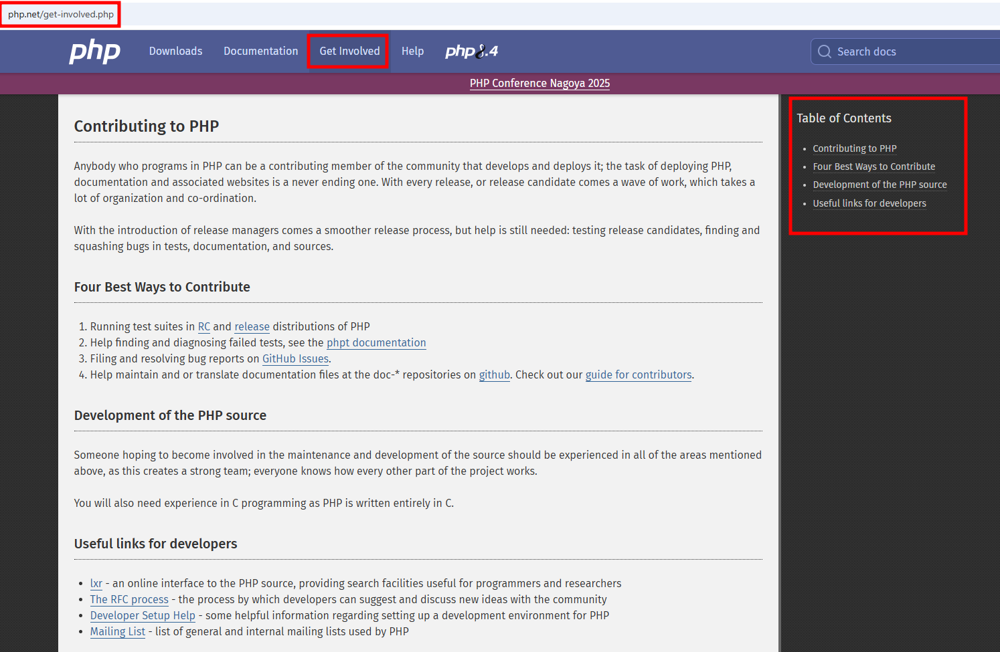 php.net/get-involved.php
php
Downloads
Documentation
Get Involved
Help
php8.4
Search docs
PHP Conference Nagoya 2025
Contributing to PHP
Anybody who programs in PHP can be a contributing member of the community that develops and deploys it; the task of deploying PHP,
documentation and associated websites is a never ending one. With every release, or release candidate comes a wave of work, which takes a
lot of organization and co-ordination.
With the introduction of release managers comes a smoother release process, but help is still needed: testing release candidates, finding and
squashing bugs in tests, documentation, and sources.
Four Best Ways to Contribute
1. Running test suites in RC and release distributions of PHP
2. Help finding and diagnosing failed tests, see the phpt documentation
3. Filing and resolving bug reports on GitHub Issues.
4. Help maintain and or translate documentation files at the doc-* repositories on github. Check out our guide for contributors.
Development of the PHP source
Someone hoping to become involved in the maintenance and development of the source should be experienced in all of the areas mentioned
above, as this creates a strong team; everyone knows how every other part of the project works.
You will also need experience in C programming as PHP is written entirely in C.
Useful links for developers
• lxr - an online interface to the PHP source, providing search facilities useful for programmers and researchers
• The RFC process - the process by which developers can suggest and discuss new ideas with the community
• Developer Setup Help - some helpful information regarding setting up a development environment for PHP
• Mailing List - list of general and internal mailing lists used by PHP
Table of Contents
• Contributing to PHP
• Four Best Ways to Contribute
• Development of the PHP source
• Useful links for developers